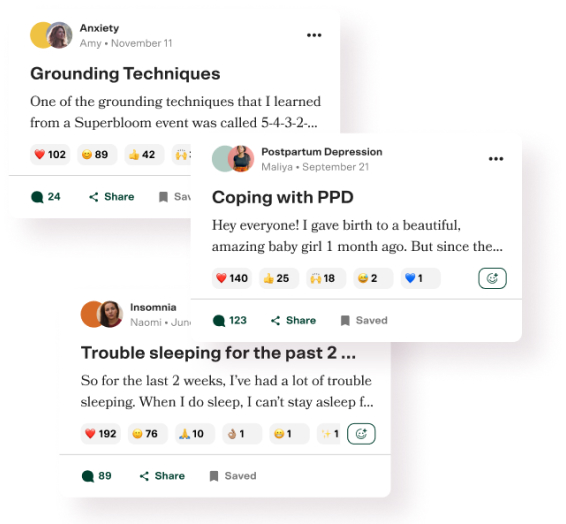 Anxiety
Amy • November 11
Grounding Techniques
One of the grounding techniques that I learned
from a Superbloom event was called 5-4-3-2-...
❤️ 102 😄 89 👍 42 🙌
24 Share
Postpartum Depression
Maliya • September 21
Coping with PPD
Hey everyone! I gave birth to a beautiful,
amazing baby girl 1 month ago. But since the...
❤️ 140 👍 25 🙌 18 😅 2 💙 1
123 Share Saved
Insomnia
Naomi •
Trouble sleeping for the past 2 ...
So for the last 2 weeks, I’ve had a lot of trouble
sleeping. When I do sleep, I can’t stay asleep f...
❤️ 192 😄 76 🙏 10 👌🏽 1 😄 1 ✨ 1
89 Share Saved